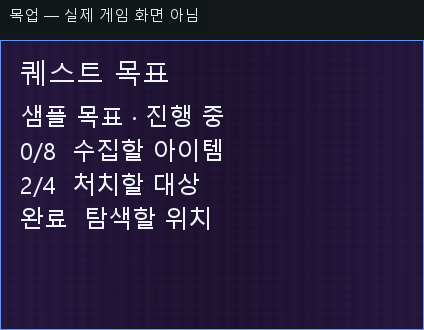 목업 — 실제 게임 화면 아님
퀘스트 목표
샘플 목표 · 진행 중
0/8 수집할 아이템
2/4 처치할 대상
완료 탐색할 위치